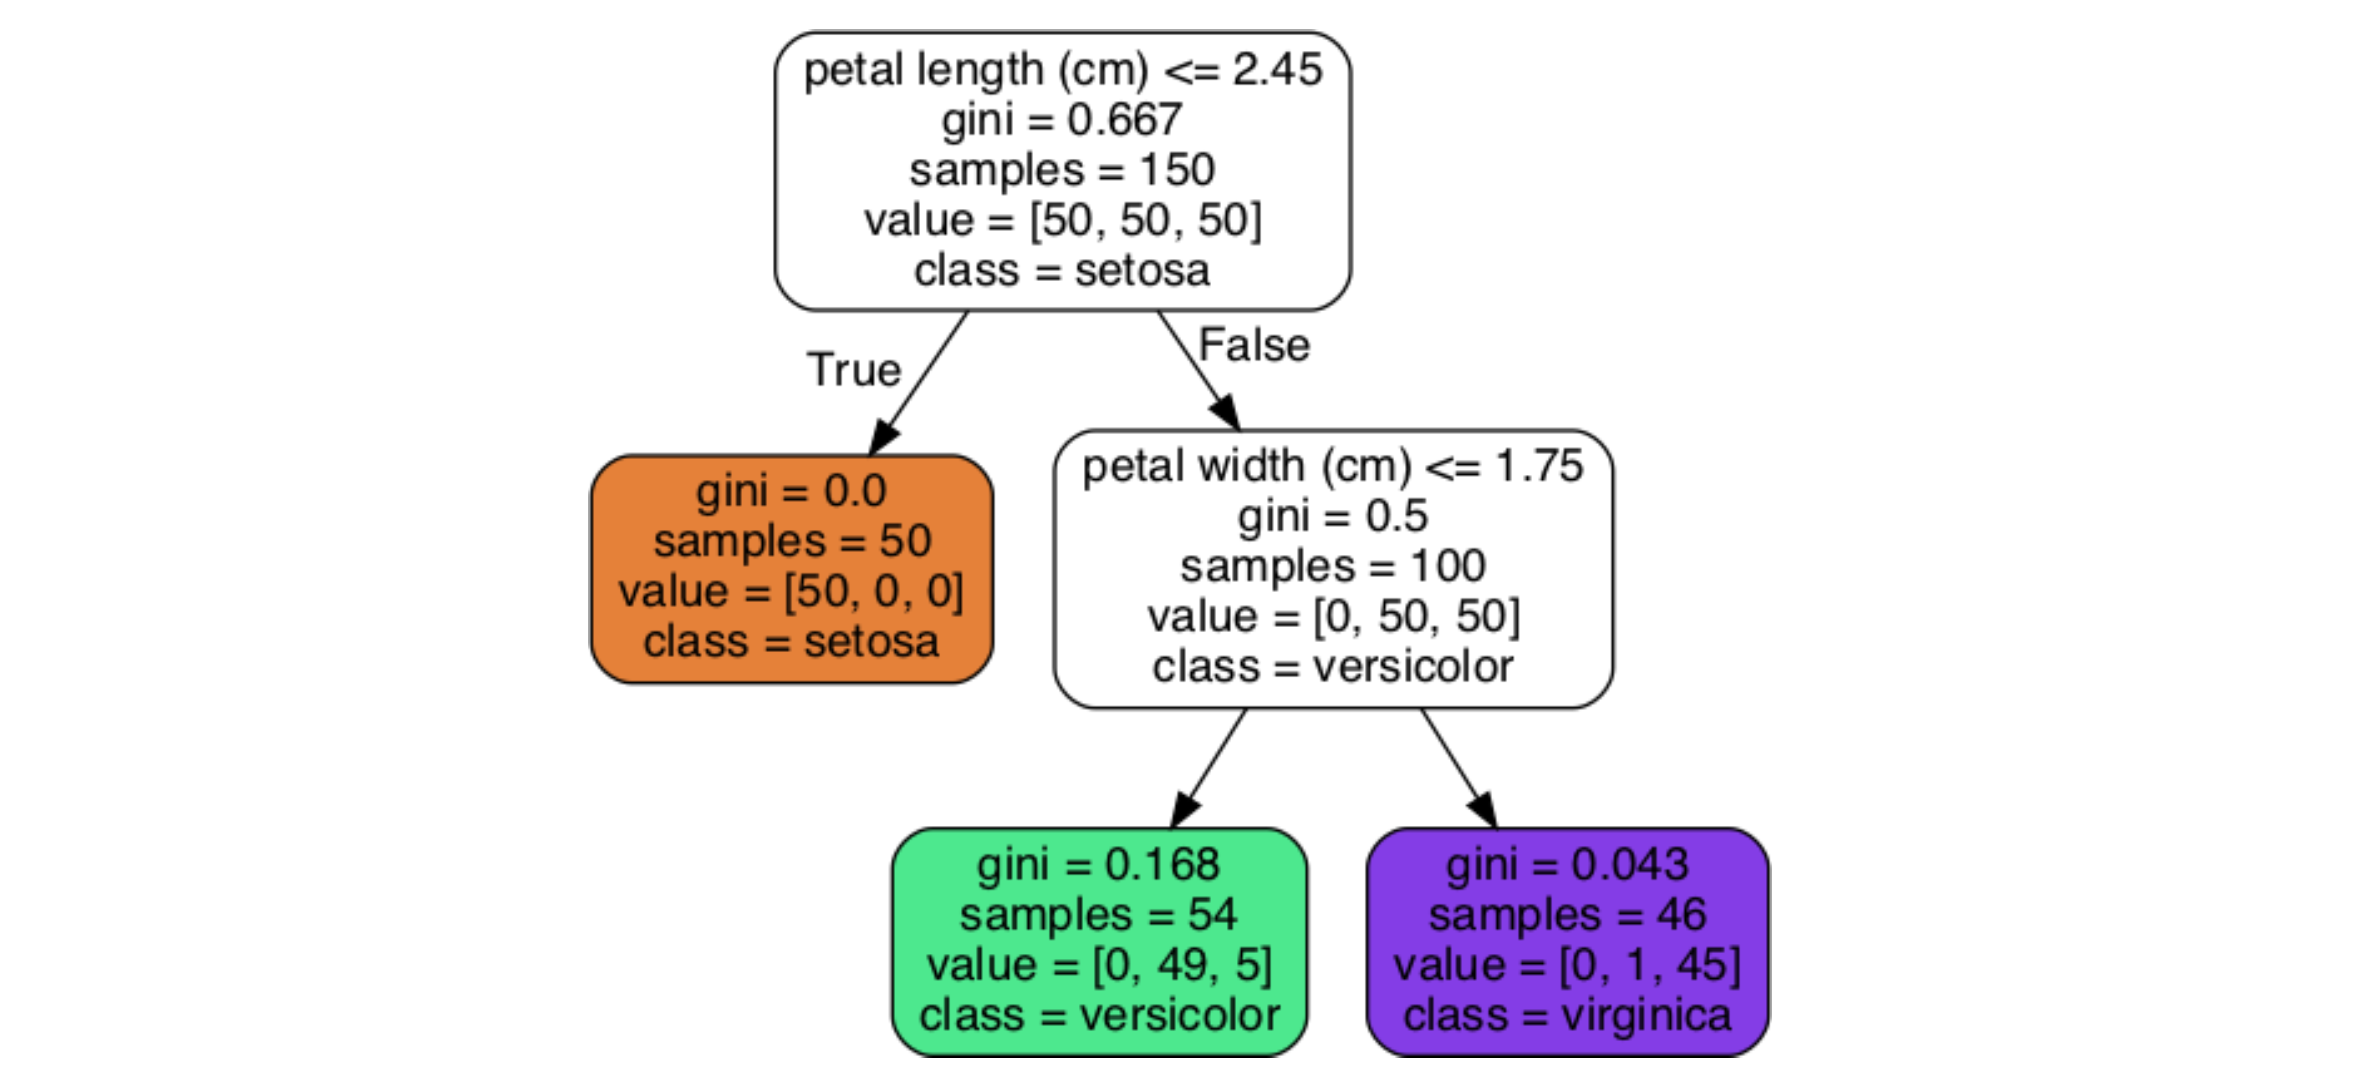 petal length (cm) <= 2.45
gini = 0.667
samples = 150
value = [50, 50, 50]
class = setosa
True
False
gini = 0.0
samples = 50
value = [50, 0, 0]
class = setosa
petal width (cm) <= 1.75
gini = 0.5
samples = 100
value = [0, 50, 50]
class = versicolor
gini = 0.168
samples = 54
value = [0, 49, 5]
class = versicolor
gini = 0.043
samples = 46
value = [0, 1, 45]
class = virginica